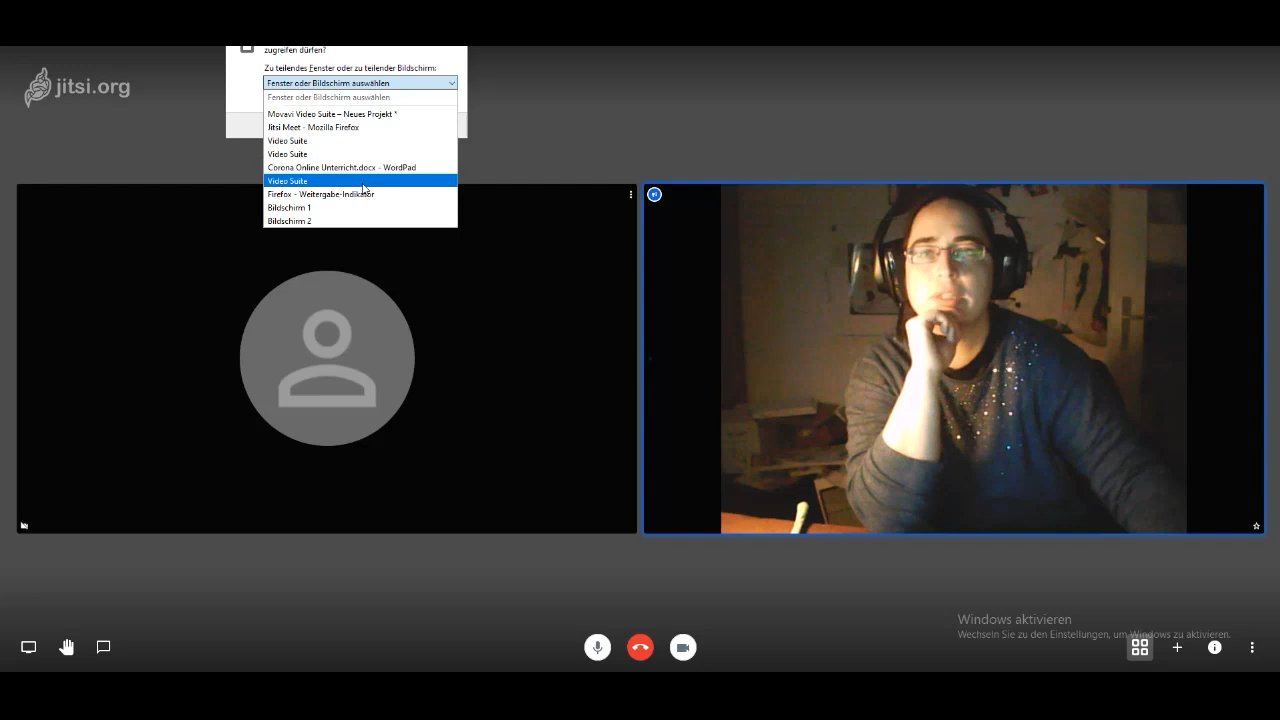 zugreifen dürfen?
Zu teilendes Fenster oder zu teilender Bildschirm:
Fenster oder Bildschirm auswählen
Fenster oder Bildschirm auswählen
Movavi Video Suite – Neues Projekt *
Jitsi Meet - Mozilla Firefox
Video Suite
Video Suite
Corona Online Unterricht.docx - WordPad
Video Suite
Firefox - Weitergabe-Indikator
Bildschirm 1
Bildschirm 2
jitsi.org
Windows aktivieren
Wechseln Sie zu den Einstellungen, um Windows zu aktivieren.